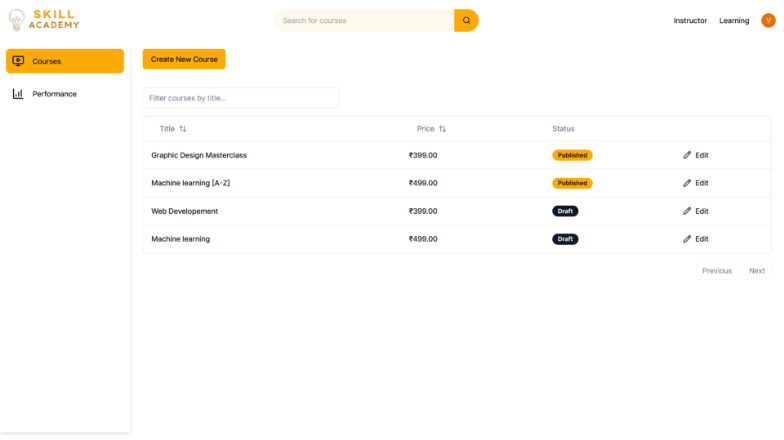 SKILL
ACADEMY
Search for courses
Instructor Learning V
Courses
Performance
Create New Course
Filter courses by title...
Title Price Status
Graphic Design Masterclass ₹399.00 Published Edit
Machine learning [A-Z] ₹499.00 Published Edit
Web Developement ₹399.00 Draft Edit
Machine learning ₹499.00 Draft Edit
Previous Next